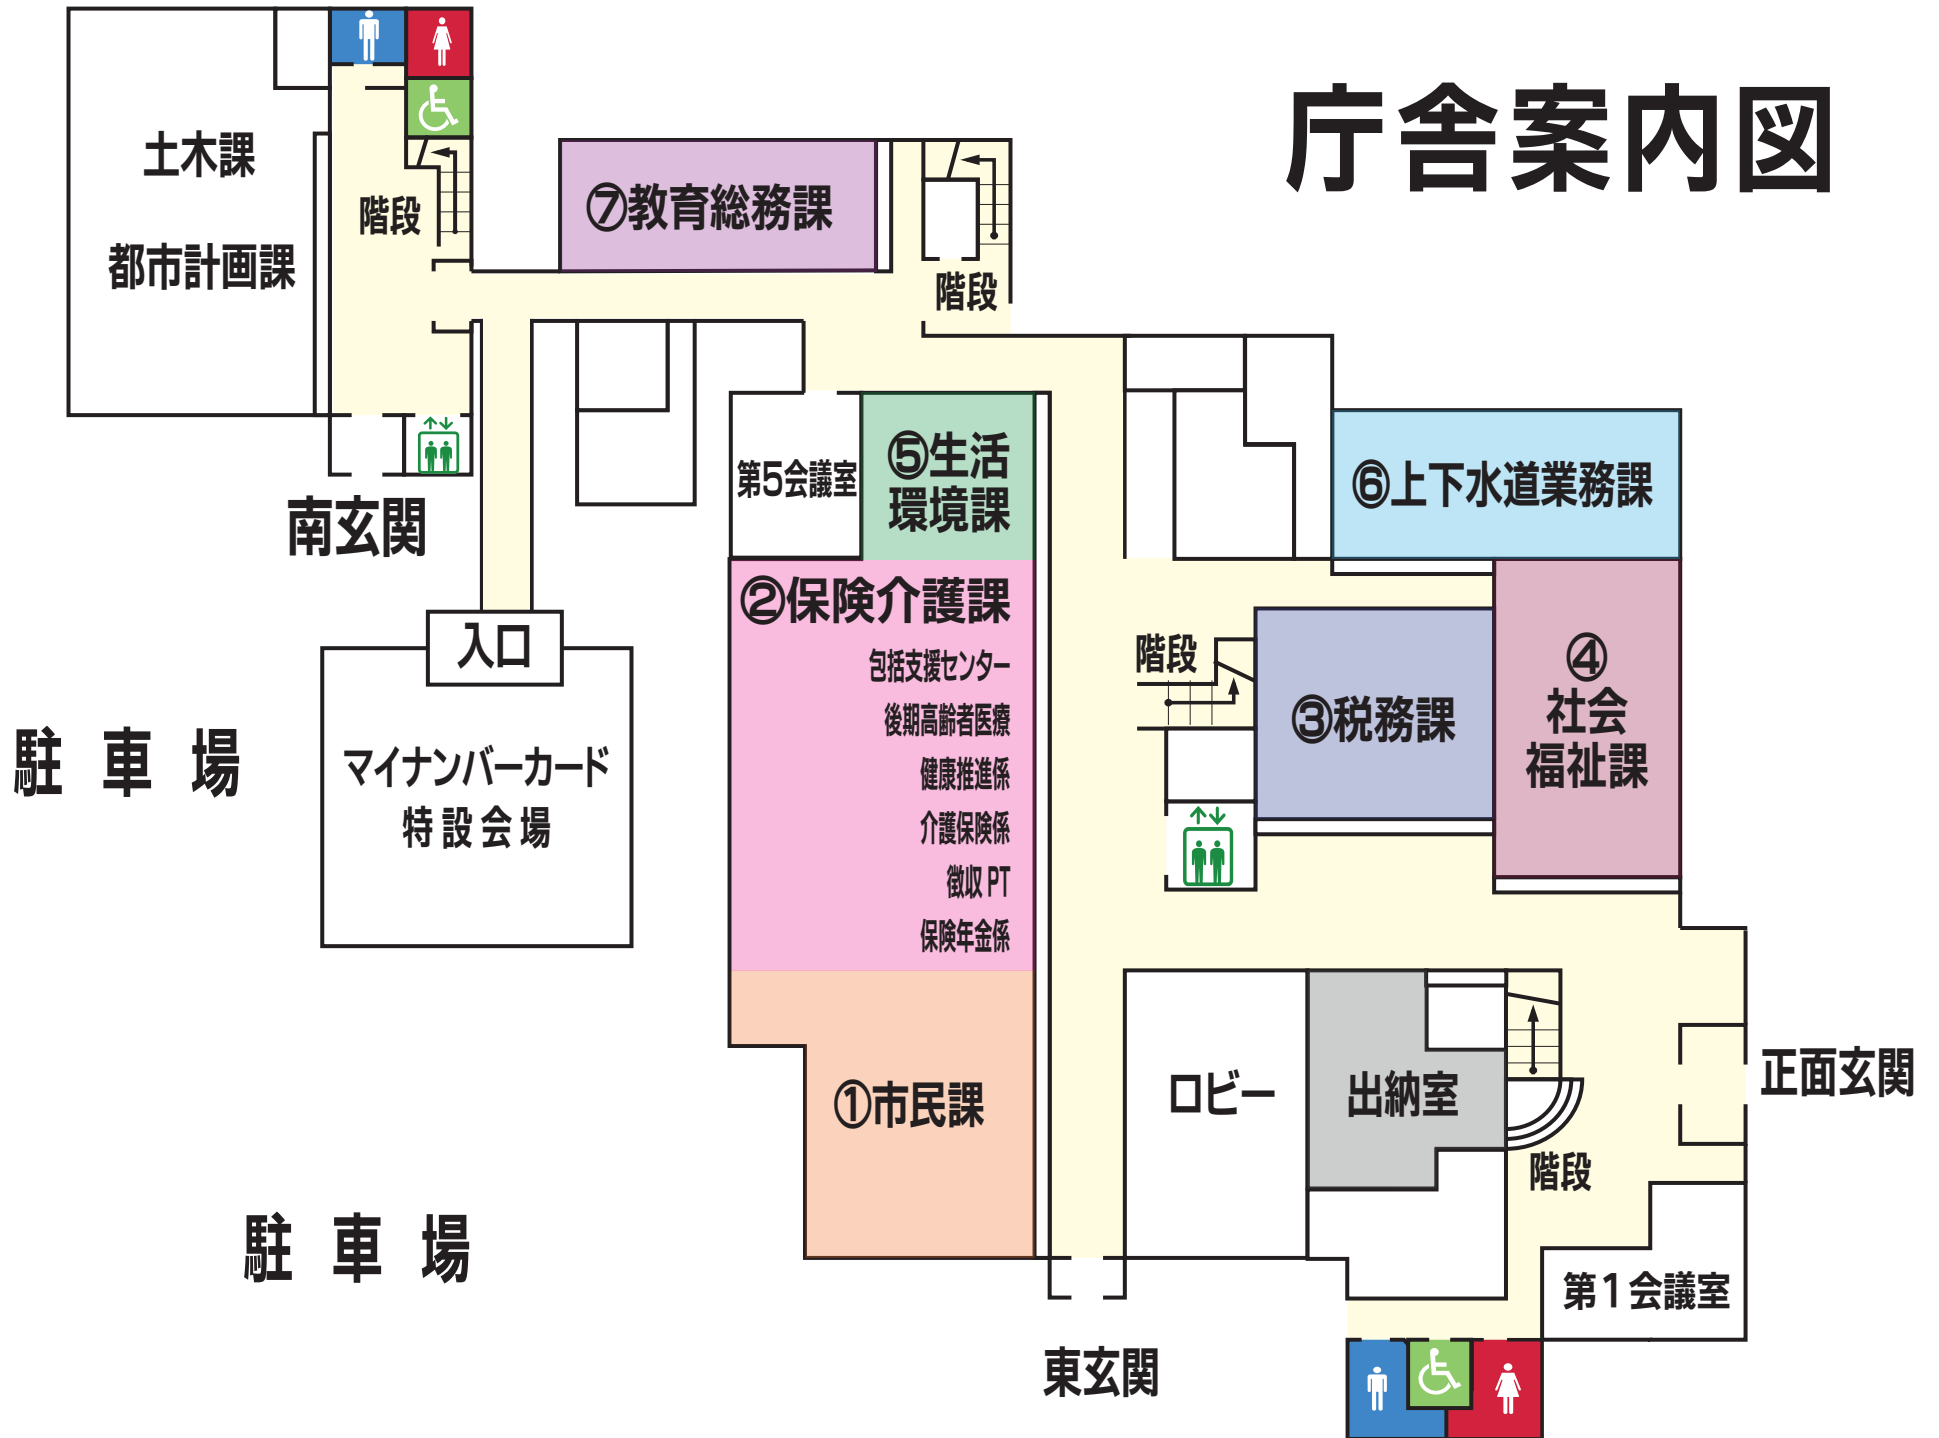 庁舎案内図
土木課
都市計画課
階段
⑦教育総務課
階段
南玄関
第5会議室
⑤生活
環境課
⑥上下水道業務課
②保険介護課
包括支援センター
後期高齢者医療
健康推進係
介護保険係
徴収 PT
保険年金係
入口
マイナンバーカード
特設会場
駐車場
階段
③税務課
④
社会
福祉課
①市民課
ロビー
出納室
階段
正面玄関
第1会議室
駐車場
東玄関